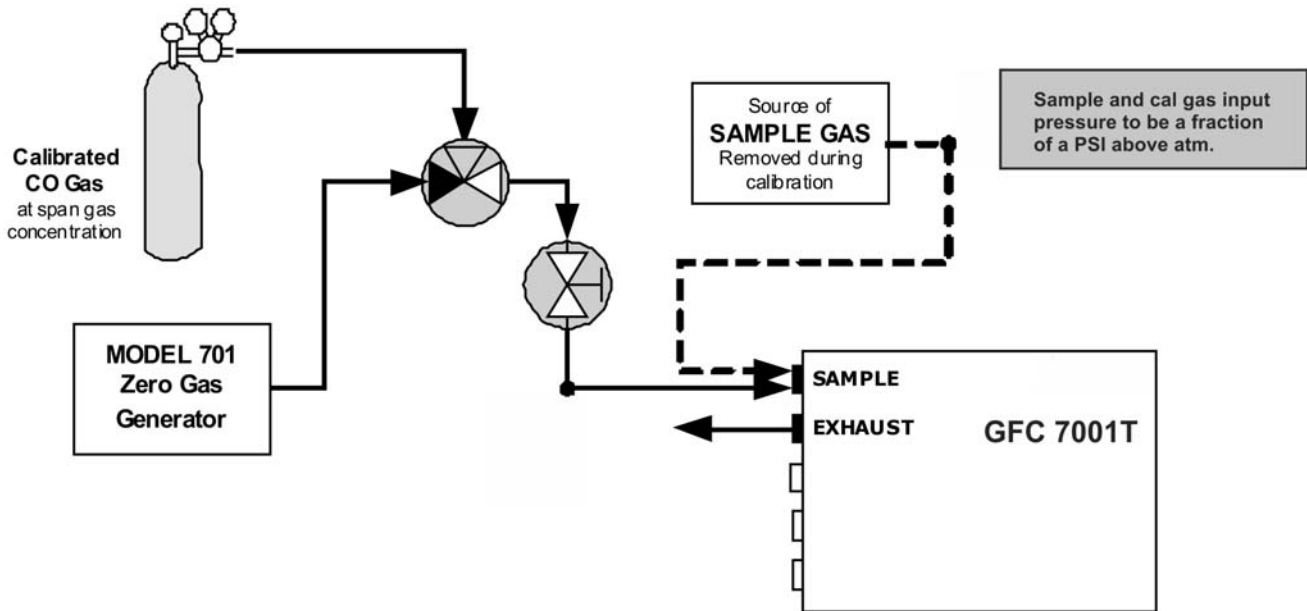 Calibrated
CO Gas
at span gas
concentration
MODEL 701
Zero Gas
Generator
Source of
SAMPLE GAS
Removed during
calibration
Sample and cal gas input
pressure to be a fraction
of a PSI above atm.
SAMPLE
EXHAUST
GFC 7001T